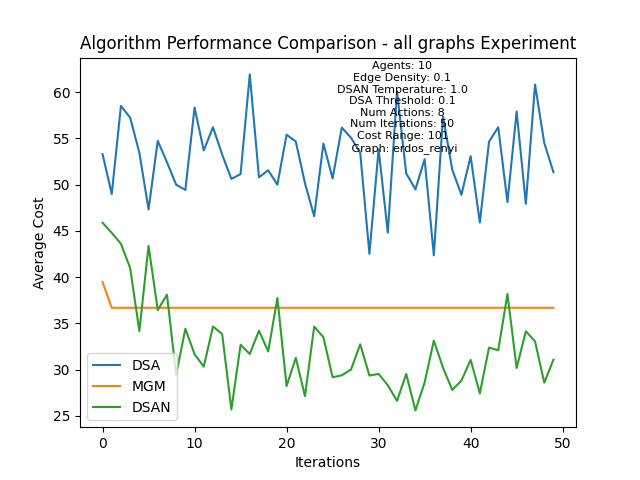 Algorithm Performance Comparison - all graphs Experiment
Agents: 10
Edge Density: 0.1
DSAN Temperature: 1.0
DSA Threshold: 0.1
Num Actions: 8
Num Iterations: 50
Cost Range: 101
Graph: erdos_renyi
60
55
50
45
40
35
30
25
Average Cost
DSA
MGM
DSAN
0
10
20
30
40
50
Iterations